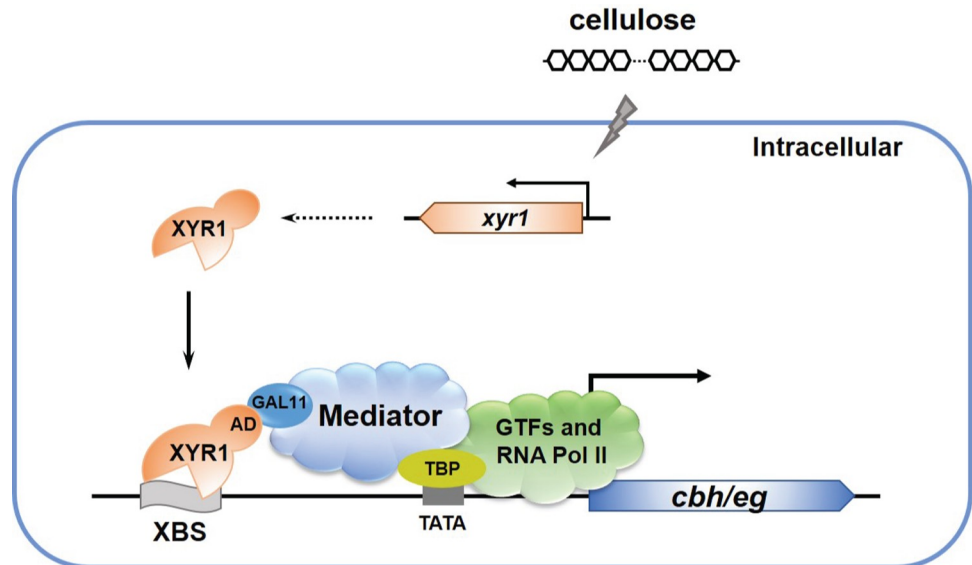 cellulose
Intracellular
XYR1
xyr1
GAL11
Mediator
AD
XYR1
GTFs and
RNA Pol II
TBP
cbh/eg
TATA
XBS